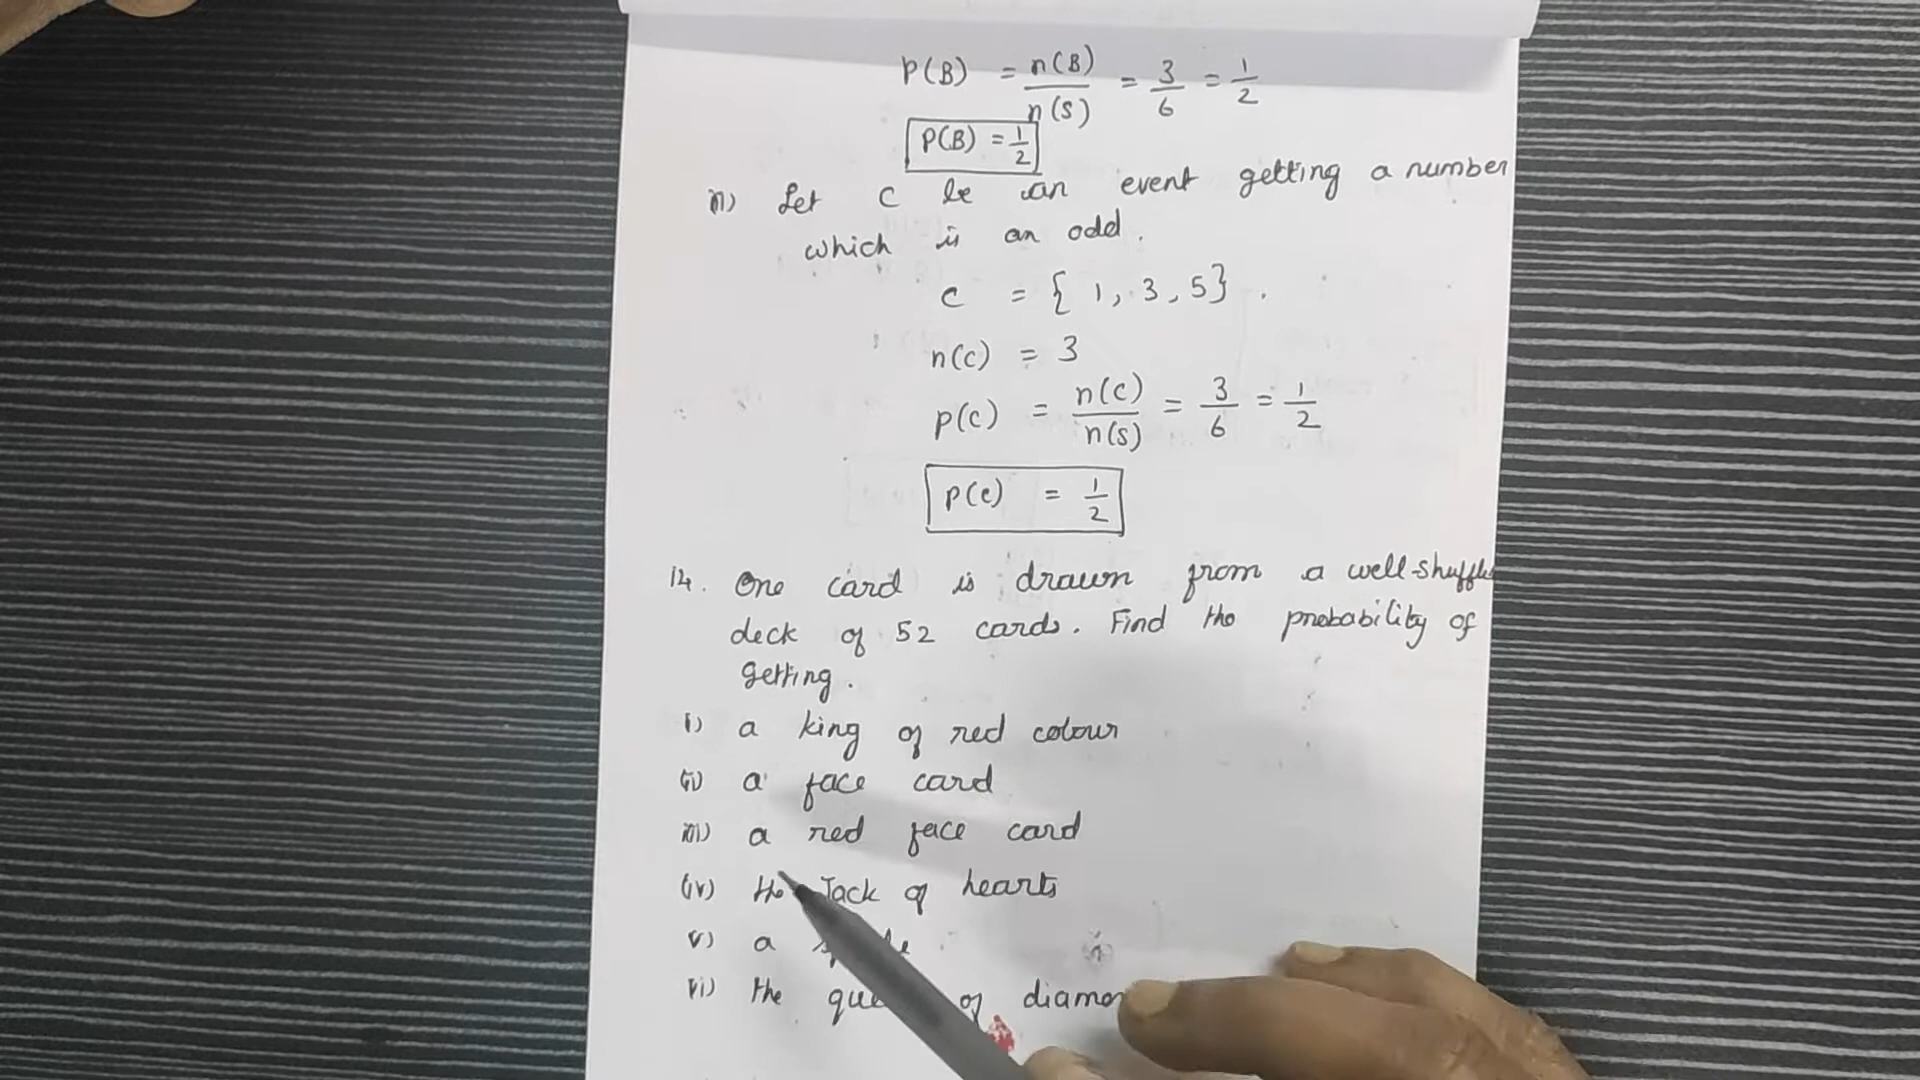 P(B) = n(B)/n(S) = 3/6 = 1/2
P(B) = 1/2
iii) Let C be an event getting a number
which is an odd.
C = { 1, 3, 5} .
n(C) = 3
P(C) = n(C)/n(S) = 3/6 = 1/2
P(C) = 1/2
14. One card is drawn from a well-shuffled
deck of 52 cards. Find the probability of
getting.
i) a king of red colour
(ii) a face card
iii) a red face card
(iv) the Jack of hearts
v) a
vi) the of